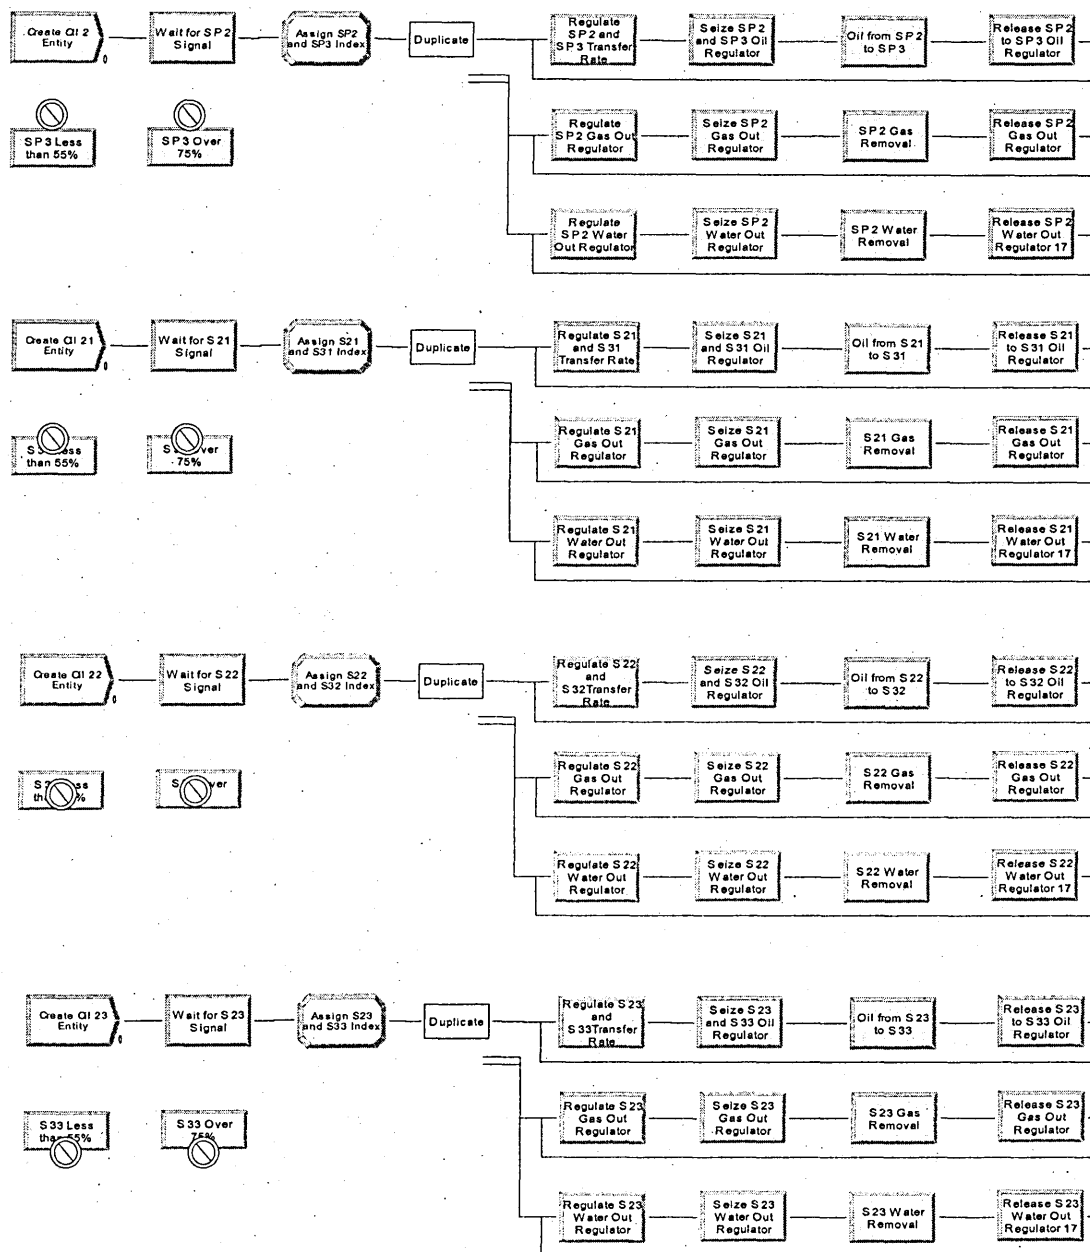 Create Oil 2
Entity
Wait for SP2
Signal
Assign SP2
and SP3 Index
Duplicate
Regulate
SP2 and
SP3 Transfer
Rate
Seize SP2
and SP3 Oil
Regulator
Oil from SP2
to SP3
Release SP2
to SP3 Oil
Regulator
SP3 Less
than 55%
SP3 Over
75%
Regulate
SP2 Gas Out
Regulator
Seize SP2
Gas Out
Regulator
SP2 Gas
Removal
Release SP2
Gas Out
Regulator
Regulate
SP2 Water
Out Regulator
Seize SP2
Water Out
Regulator
SP2 Water
Removal
Release SP2
Water Out
Regulator 17
Create Oil 21
Entity
Wait for S21
Signal
Assign S21
and S31 Index
Duplicate
Regulate S21
and S31
Transfer Rate
Seize S21
and S31 Oil
Regulator
Oil from S21
to S31
Release S21
to S31 Oil
Regulator
than 55%
75%
Regulate S21
Gas Out
Regulator
Seize S21
Gas Out
Regulator
S21 Gas
Removal
Release S21
Gas Out
Regulator
Regulate S21
Water Out
Regulator
Seize S21
Water Out
Regulator
S21 Water
Removal
Release S21
Water Out
Regulator 17
Create Oil 22
Entity
Wait for S22
Signal
Assign S22
and S32 Index
Duplicate
Regulate S22
and
S32Transfer
Rate
Seize S22
and S32 Oil
Regulator
Oil from S22
to S32
Release S22
to S32 Oil
Regulator
Regulate S22
Gas Out
Regulator
Seize S22
Gas Out
Regulator
S22 Gas
Removal
Release S22
Gas Out
Regulator
Regulate S22
Water Out
Regulator
Seize S22
Water Out
Regulator
S22 Water
Removal
Release S22
Water Out
Regulator 17
Create Oil 23
Entity
Wait for S23
Signal
Assign S23
and S33 Index
Duplicate
Regulate S23
and
S33Transfer
Rate
Seize S23
and S33 Oil
Regulator
Oil from S23
to S33
Release S23
to S33 Oil
Regulator
S33 Less
than 55%
S33 Over
75%
Regulate S23
Gas Out
Regulator
Seize S23
Gas Out
Regulator
S23 Gas
Removal
Release S23
Gas Out
Regulator
Regulate S23
Water Out
Regulator
Seize S23
Water Out
Regulator
S23 Water
Removal
Release S23
Water Out
Regulator 17